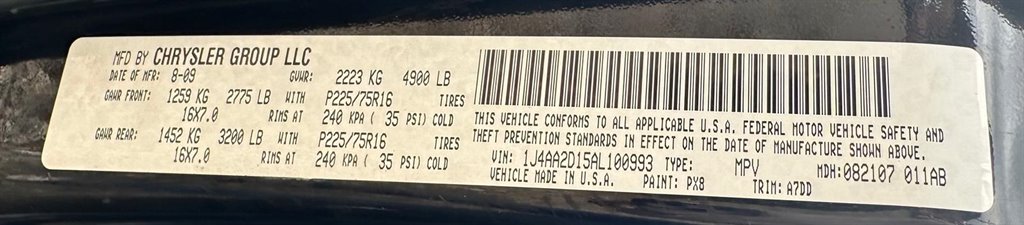 MFD BY CHRYSLER GROUP LLC
DATE OF MFR: 8-09 GVWR: 2223 KG 4900 LB
GAWR FRONT: 1259 KG 2775 LB WITH P225/75R16 TIRES
16X7.0 RIMS AT 240 KPA ( 35 PSI) COLD
GAWR REAR: 1452 KG 3200 LB WITH P225/75R16 TIRES
16X7.0 RIMS AT 240 KPA ( 35 PSI) COLD
THIS VEHICLE CONFORMS TO ALL APPLICABLE U.S.A. FEDERAL MOTOR VEHICLE SAFETY AND
THEFT PREVENTION STANDARDS IN EFFECT ON THE DATE OF MANUFACTURE SHOWN ABOVE.
VIN: 1J4AA2D15AL100993 TYPE: MPV MDH:082107 011AB
VEHICLE MADE IN U.S.A. PAINT: PX8 TRIM: A7DD